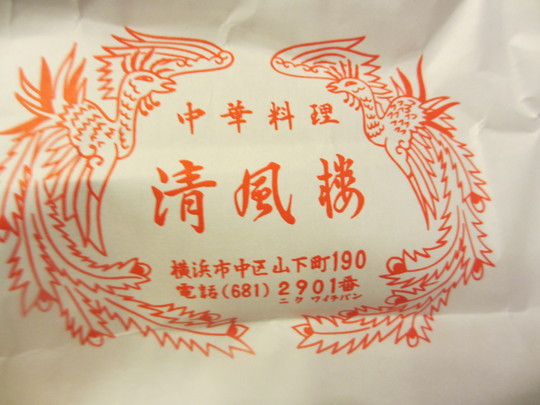 中華料理
清風楼
横浜市中区山下町190
電話(681)2901番
ニク ワイチバン